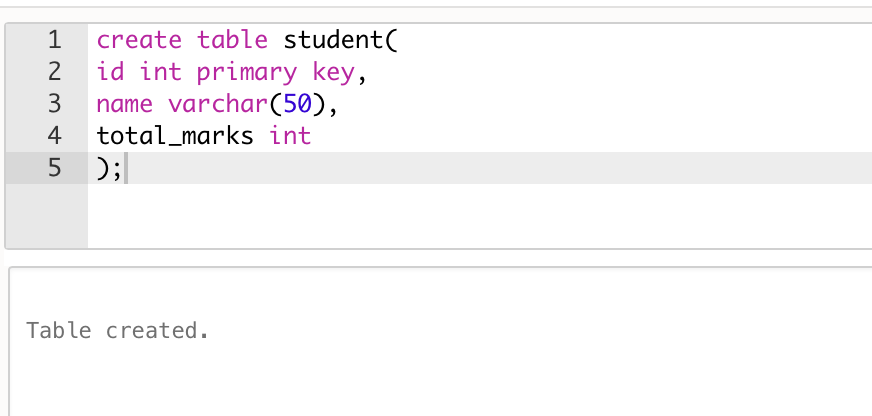 1 create table student(
2 id int primary key,
3 name varchar(50),
4 total_marks int
5 );
Table created.